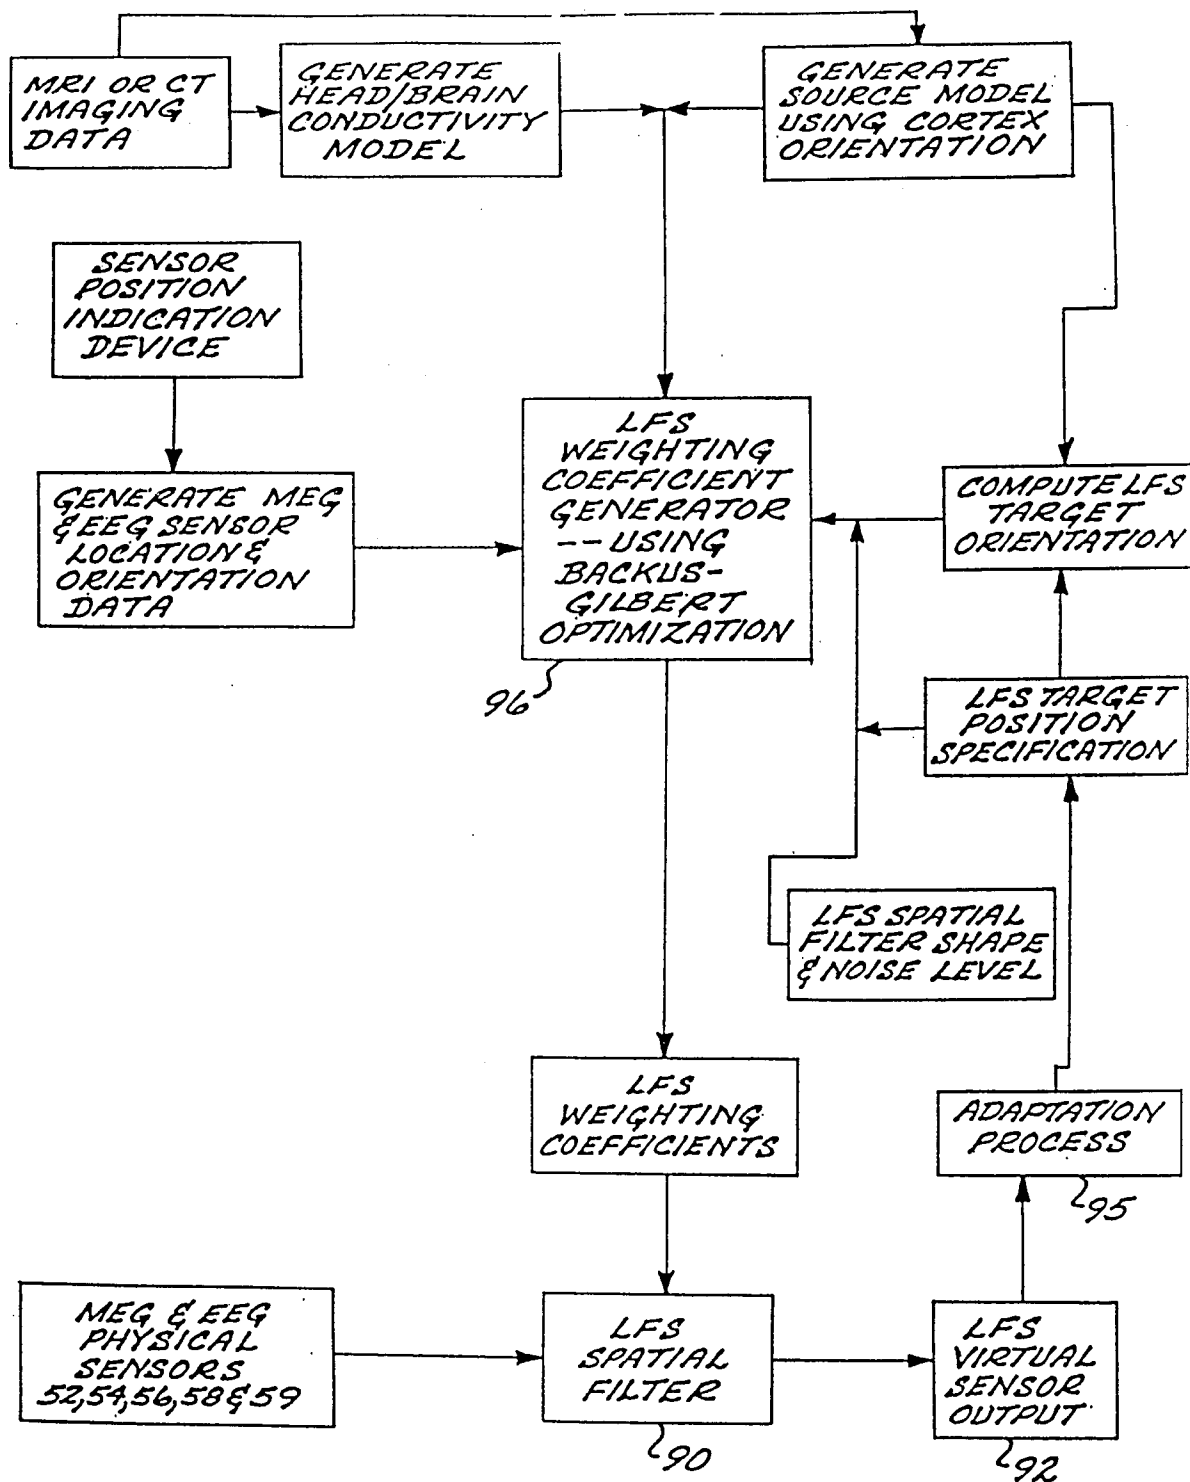 MRI OR CT
IMAGING
DATA
GENERATE
HEAD/BRAIN
CONDUCTIVITY
MODEL
GENERATE
SOURCE MODEL
USING CORTEX
ORIENTATION
SENSOR
POSITION
INDICATION
DEVICE
GENERATE MEG
& EEG SENSOR
LOCATION &
ORIENTATION
DATA
LFS
WEIGHTING
COEFFICIENT
GENERATOR
-- USING
BACKUS-
GILBERT
OPTIMIZATION
96
COMPUTE LFS
TARGET
ORIENTATION
LFS TARGET
POSITION
SPECIFICATION
LFS SPATIAL
FILTER SHAPE
& NOISE LEVEL
LFS
WEIGHTING
COEFFICIENTS
ADAPTATION
PROCESS
95
MEG & EEG
PHYSICAL
SENSORS
52,54,56,58 & 59
LFS
SPATIAL
FILTER
90
LFS
VIRTUAL
SENSOR
OUTPUT
92